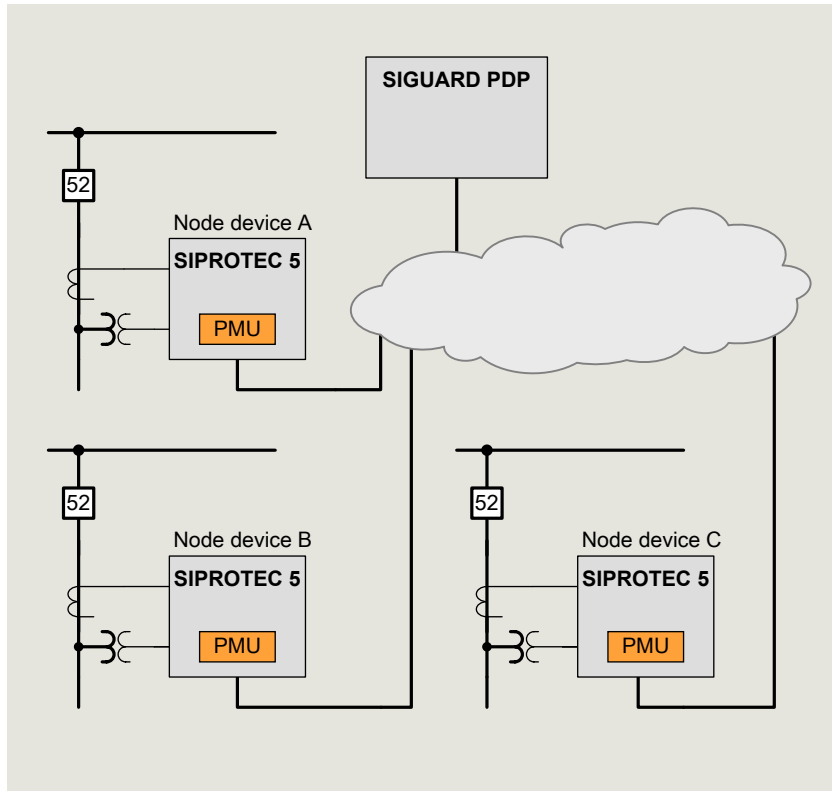 SIGUARD PDP
52
Node device A
SIPROTEC 5
PMU
52
Node device B
SIPROTEC 5
PMU
52
Node device C
SIPROTEC 5
PMU